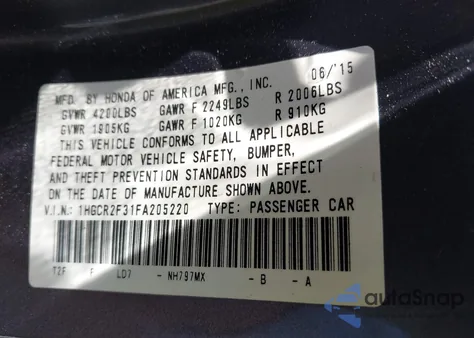 MFD. BY HONDA OF AMERICA MFG., INC. 06/'15
GVWR 4200LBS GAWR F 2249LBS R 2006LBS
GVWR 1905KG GAWR F 1020KG R 910KG
THIS VEHICLE CONFORMS TO ALL APPLICABLE
FEDERAL MOTOR VEHICLE SAFETY, BUMPER,
AND THEFT PREVENTION STANDARDS IN EFFECT
ON THE DATE OF MANUFACTURE SHOWN ABOVE.
V.I.N.: 1HGCR2F31FA205220 TYPE: PASSENGER CAR
T2F F LD7 - NH797MX - B - A
autoSnap